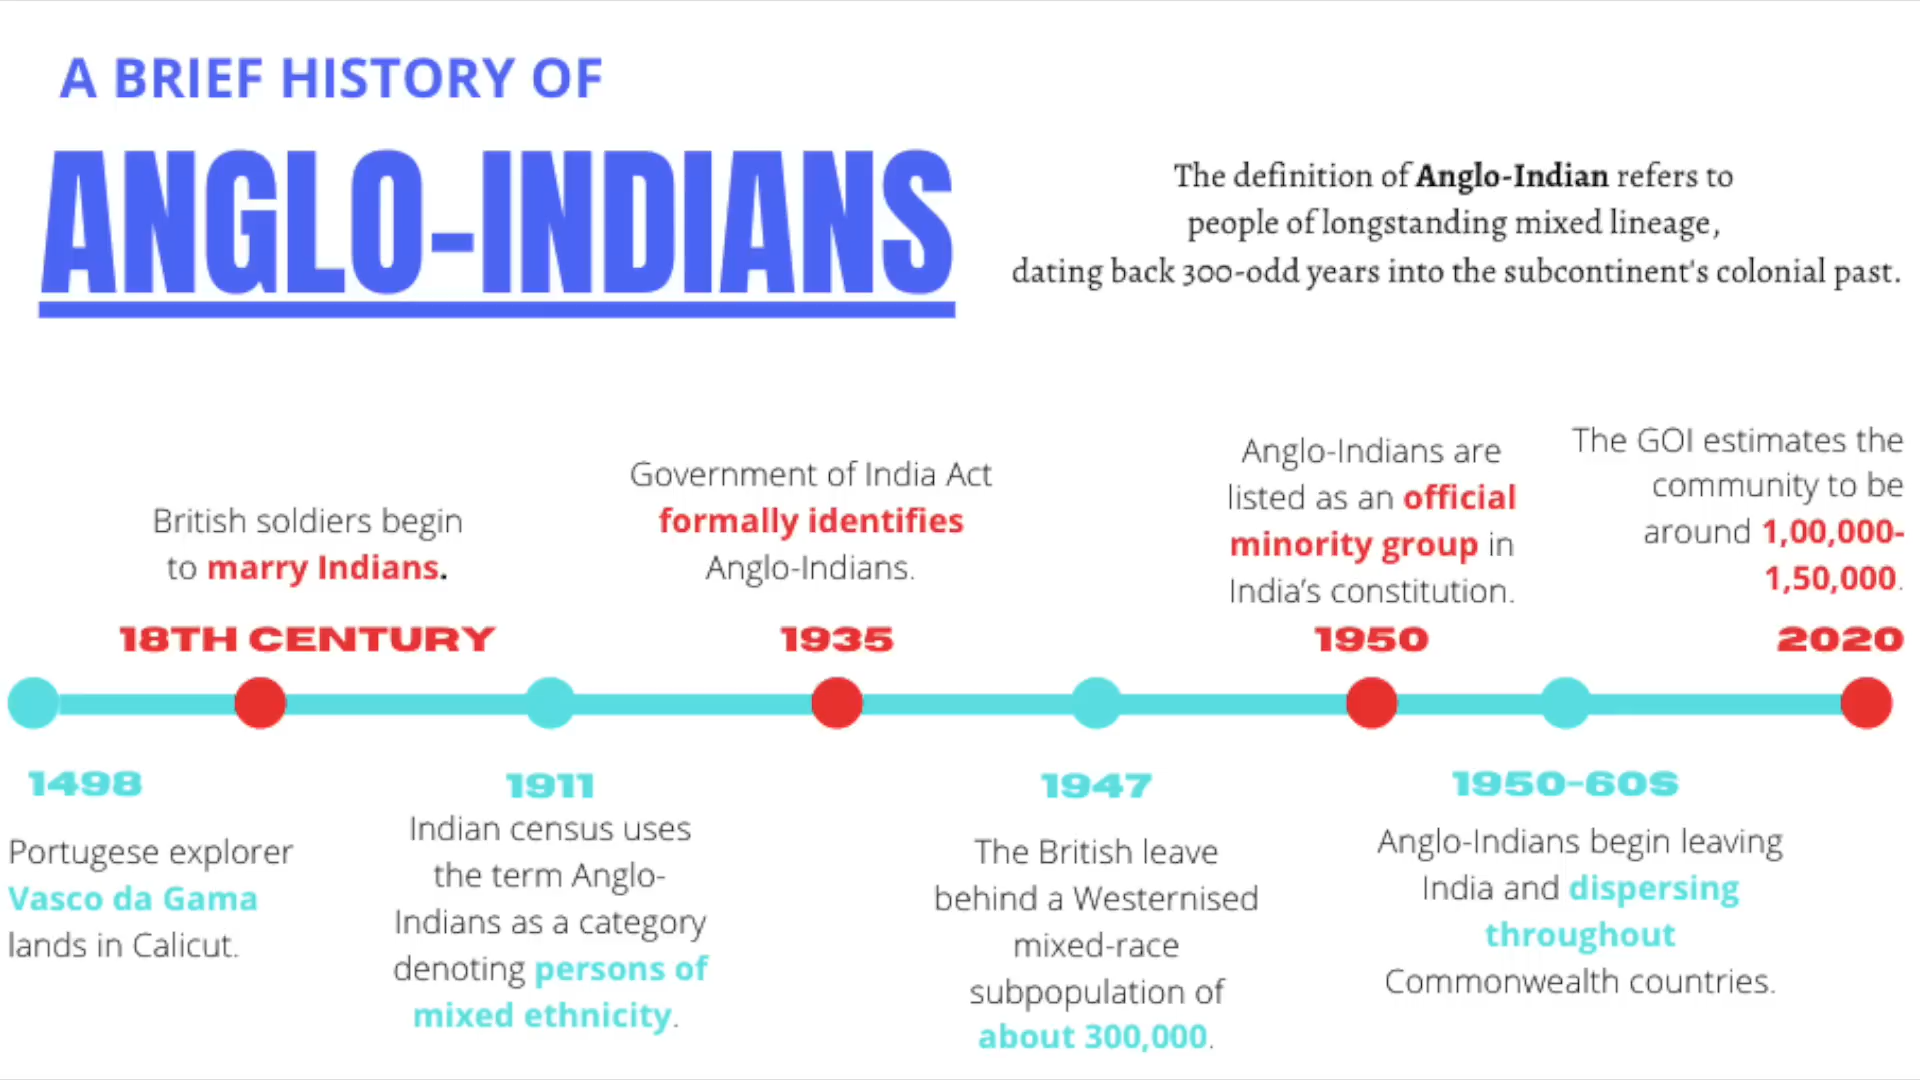 A BRIEF HISTORY OF
ANGLO-INDIANS
The definition of Anglo-Indian refers to
people of longstanding mixed lineage,
dating back 300-odd years into the subcontinent's colonial past.
British soldiers begin
to marry Indians.
18TH CENTURY
Government of India Act
formally identifies
Anglo-Indians.
1935
Anglo-Indians are
listed as an official
minority group in
India’s constitution.
1950
The GOI estimates the
community to be
around 1,00,000-
1,50,000.
2020
1498
Portugese explorer
Vasco da Gama
lands in Calicut.
1911
Indian census uses
the term Anglo-
Indians as a category
denoting persons of
mixed ethnicity.
1947
The British leave
behind a Westernised
mixed-race
subpopulation of
about 300,000.
1950-60S
Anglo-Indians begin leaving
India and dispersing
throughout
Commonwealth countries.